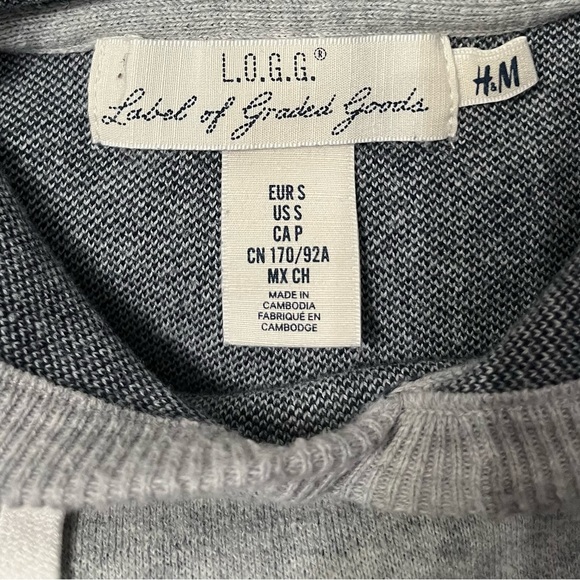 L.O.G.G.®
Label of Graded Goods
H&M
EUR S
US S
CA P
CN 170/92A
MX CH
MADE IN
CAMBODIA
FABRIQUÉ EN
CAMBODGE